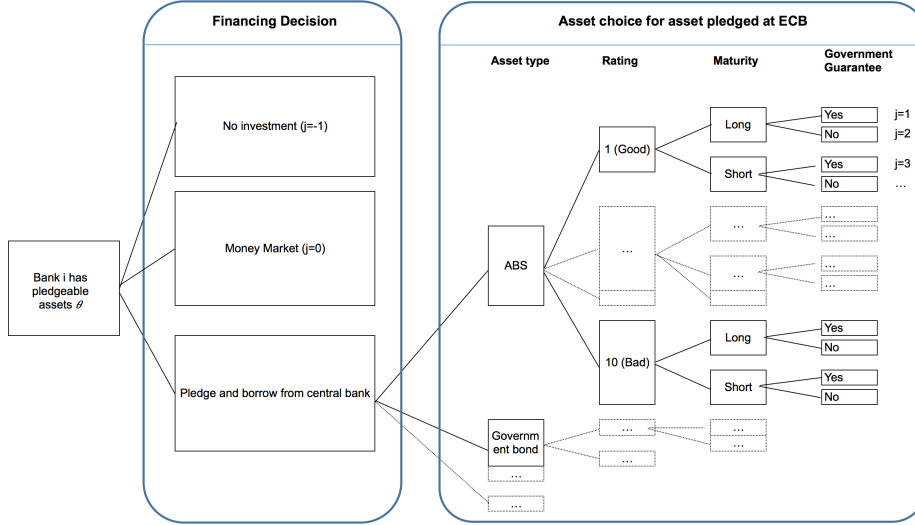 Financing Decision
Asset choice for asset pledged at ECB
Asset type
Rating
Maturity
Government
Guarantee
No investment (j=-1)
Money Market (j=0)
Bank i has
pledgeable
assets θ
Pledge and borrow from central bank
ABS
1 (Good)
Long
Yes
j=1
No
j=2
Short
Yes
j=3
No
...
...
...
...
...
...
...
...
10 (Bad)
Long
Yes
No
Short
Yes
No
Governm
ent bond
...
...
...
...
...
...